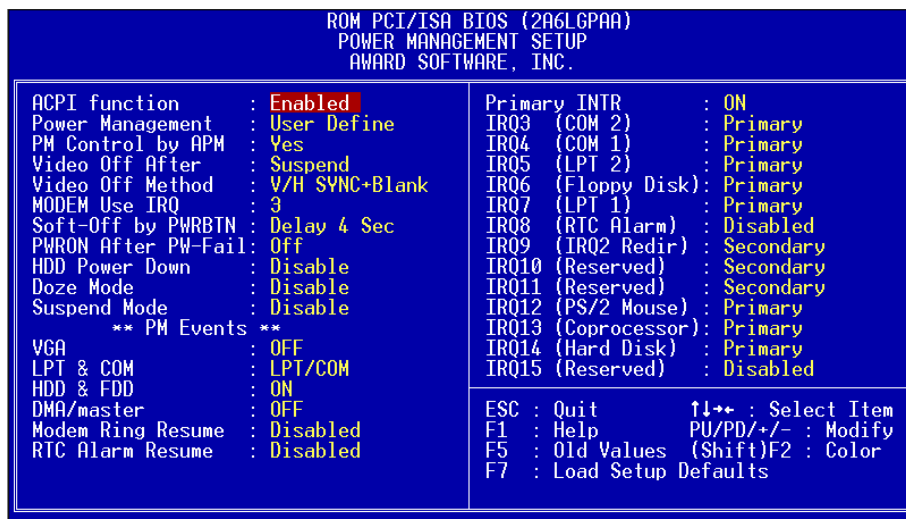 ROM PCI/ISA BIOS (2A6LGPAA)
POWER MANAGEMENT SETUP
AWARD SOFTWARE, INC.
ACPI function : Enabled
Power Management : User Define
PM Control by APM : Yes
Video Off After : Suspend
Video Off Method : V/H SYNC+Blank
MODEM Use IRQ : 3
Soft-Off by PWRBTN : Delay 4 Sec
PWRON After PW-Fail: Off
HDD Power Down : Disable
Doze Mode : Disable
Suspend Mode : Disable
** PM Events **
VGA : OFF
LPT & COM : LPT/COM
HDD & FDD : ON
DMA/master : OFF
Modem Ring Resume : Disabled
RTC Alarm Resume : Disabled
Primary INTR : ON
IRQ3 (COM 2) : Primary
IRQ4 (COM 1) : Primary
IRQ5 (LPT 2) : Primary
IRQ6 (Floppy Disk): Primary
IRQ7 (LPT 1) : Primary
IRQ8 (RTC Alarm) : Disabled
IRQ9 (IRQ2 Redir) : Secondary
IRQ10 (Reserved) : Secondary
IRQ11 (Reserved) : Secondary
IRQ12 (PS/2 Mouse) : Primary
IRQ13 (Coprocessor): Primary
IRQ14 (Hard Disk) : Primary
IRQ15 (Reserved) : Disabled
ESC : Quit ↑↓→← : Select Item
F1 : Help PU/PD/+/- : Modify
F5 : Old Values (Shift)F2 : Color
F7 : Load Setup Defaults